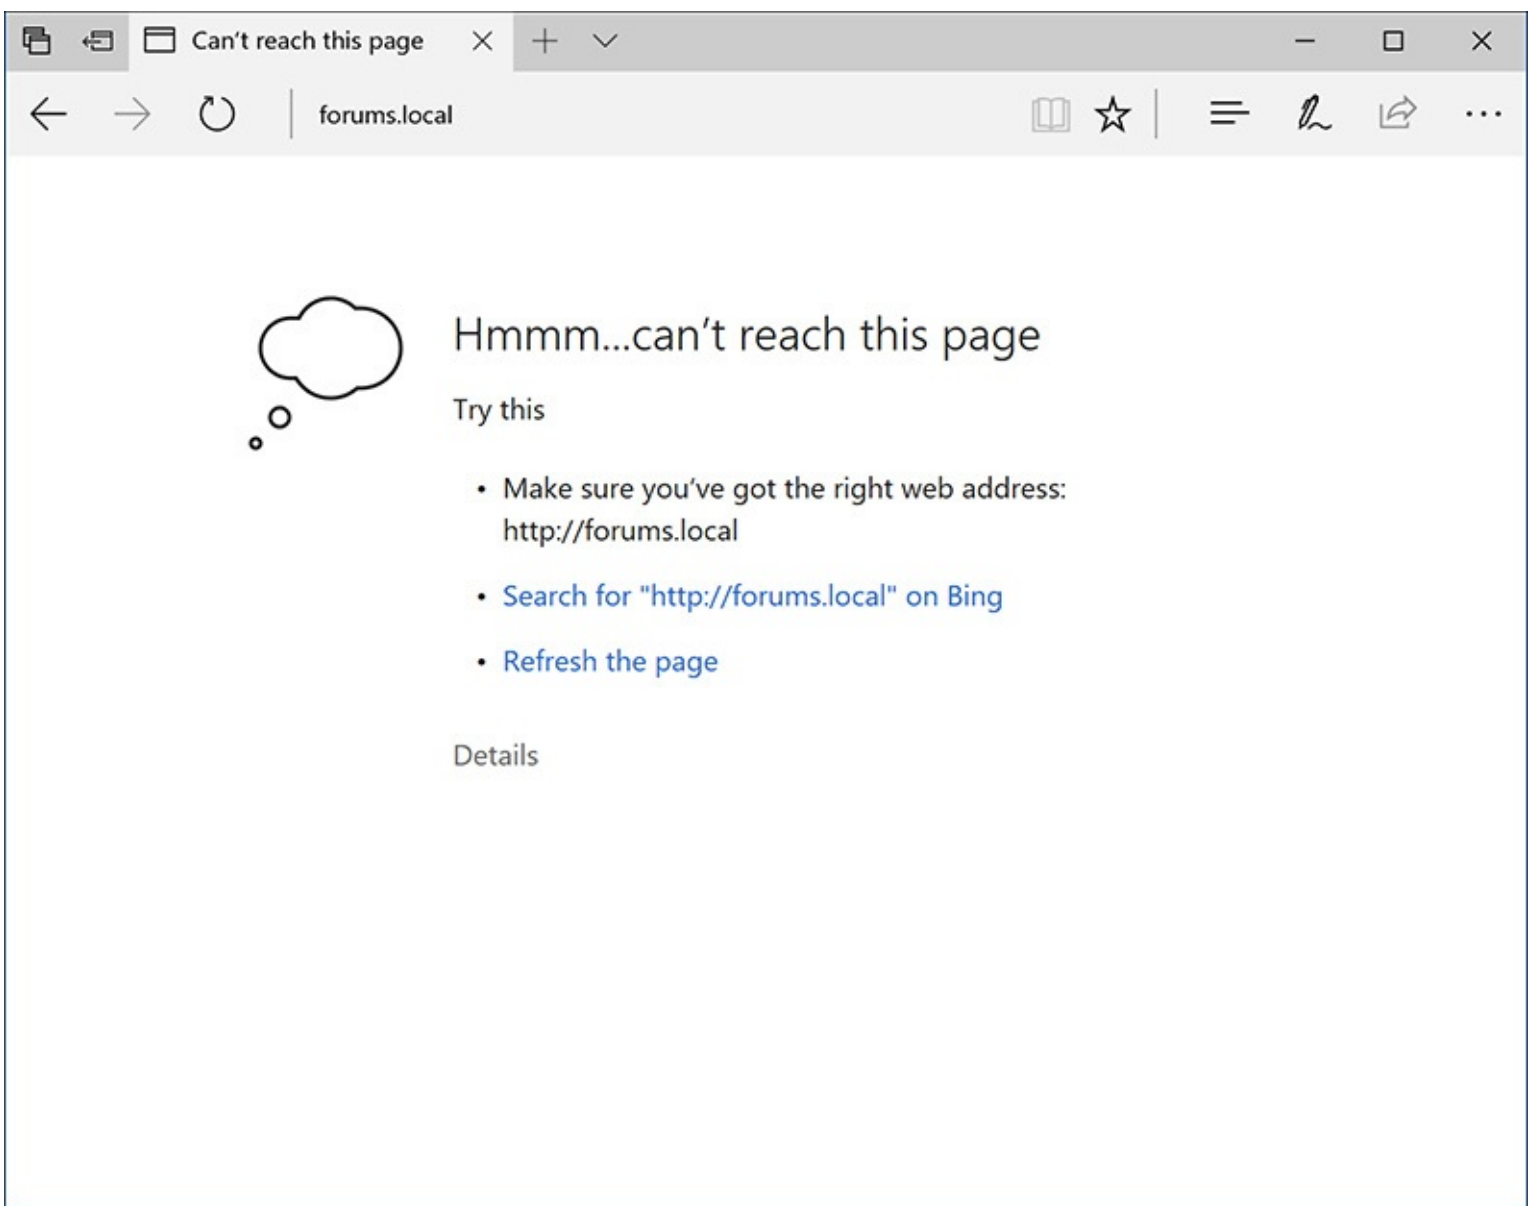 Can't reach this page
forums.local
Hmmm...can't reach this page
Try this
• Make sure you've got the right web address:
http://forums.local
• Search for "http://forums.local" on Bing
• Refresh the page
Details